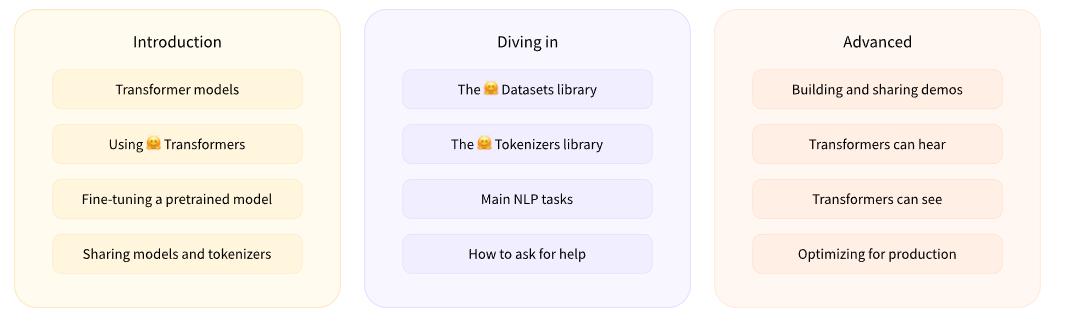 Introduction
Transformer models
Using 🤗 Transformers
Fine-tuning a pretrained model
Sharing models and tokenizers
Diving in
The 🤗 Datasets library
The 🤗 Tokenizers library
Main NLP tasks
How to ask for help
Advanced
Building and sharing demos
Transformers can hear
Transformers can see
Optimizing for production